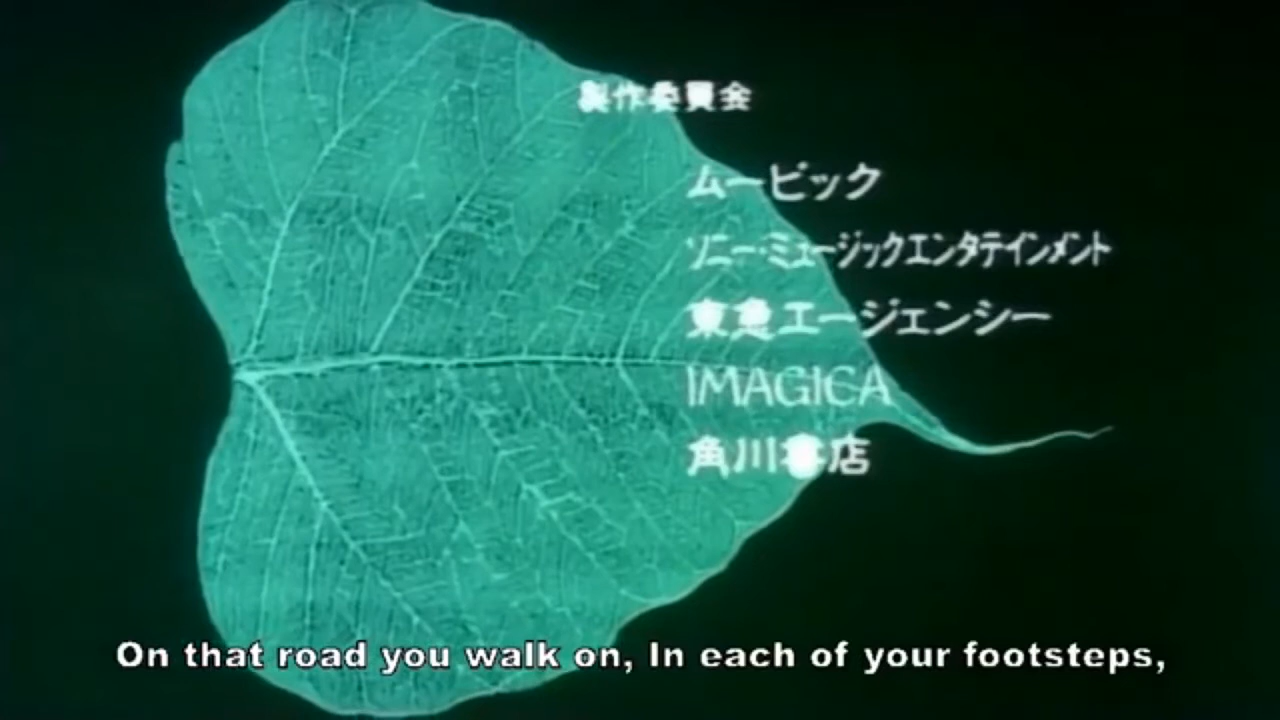 製作委員会
ムービック
ソニー・ミュージックエンタテインメント
東急エージェンシー
IMAGICA
角川書店
On that road you walk on, In each of your footsteps,